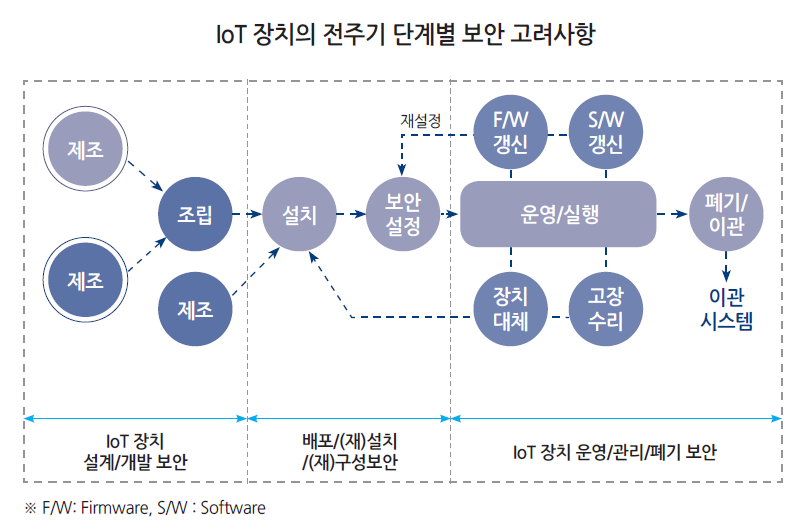 IoT 장치의 전주기 단계별 보안 고려사항
제조
제조
조립
제조
설치
재설정
보안
설정
F/W
갱신
S/W
갱신
운영/실행
장치
대체
고장
수리
폐기/
이관
이관
시스템
IoT 장치
설계/개발 보안
배포/(재)설치
/(재)구성보안
IoT 장치 운영/관리/폐기 보안
※ F/W: Firmware, S/W : Software